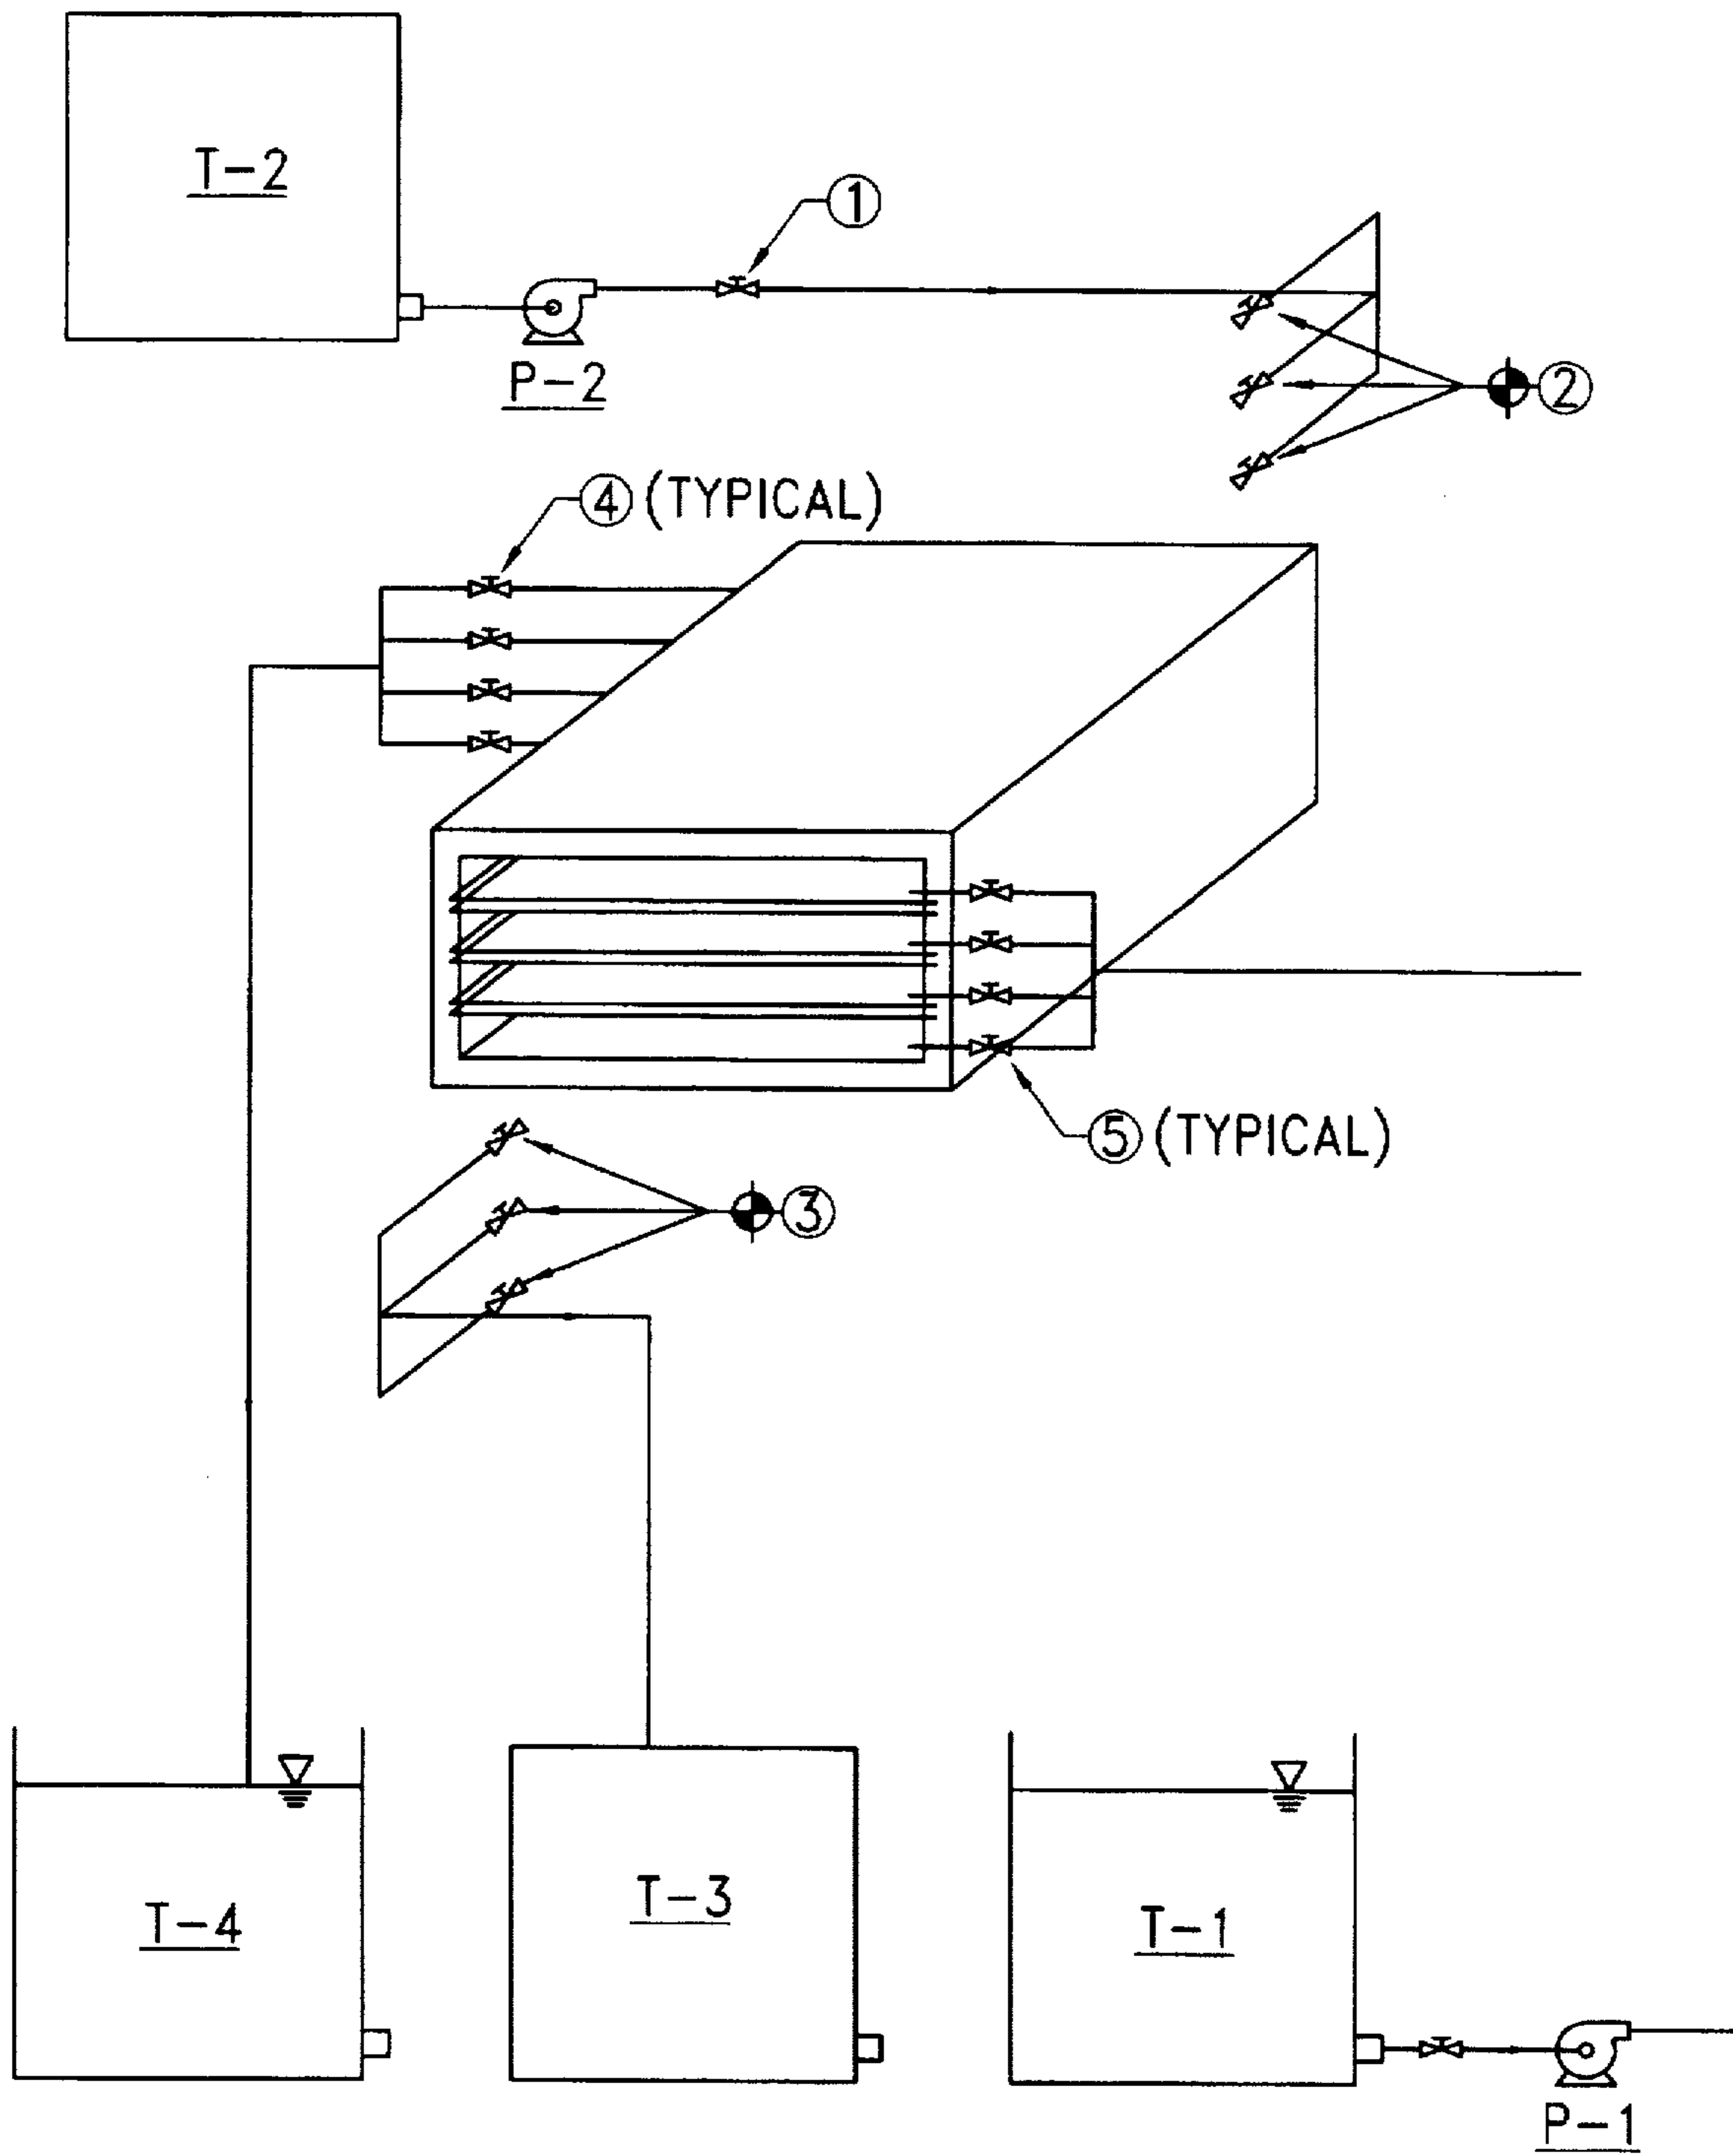 T-2
1
P-2
2
4 (TYPICAL)
5 (TYPICAL)
3
T-4
T-3
T-1
P-1